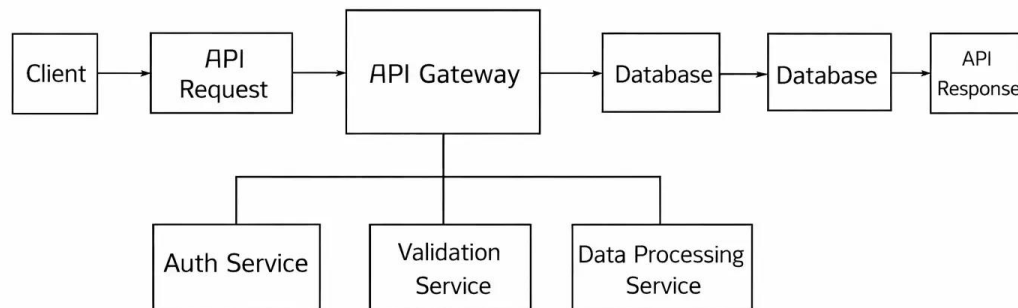 Client
API
Request
API Gateway
Database
Database
API
Response
Auth Service
Validation
Service
Data Processing
Service